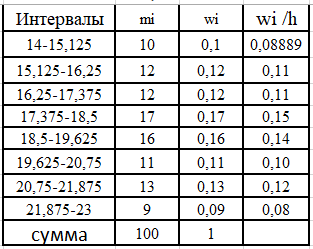 Интервалы mi wi wi /h
14-15,125 10 0,1 0,08889
15,125-16,25 12 0,12 0,11
16,25-17,375 12 0,12 0,11
17,375-18,5 17 0,17 0,15
18,5-19,625 16 0,16 0,14
19,625-20,75 11 0,11 0,10
20,75-21,875 13 0,13 0,12
21,875-23 9 0,09 0,08
сумма 100 1